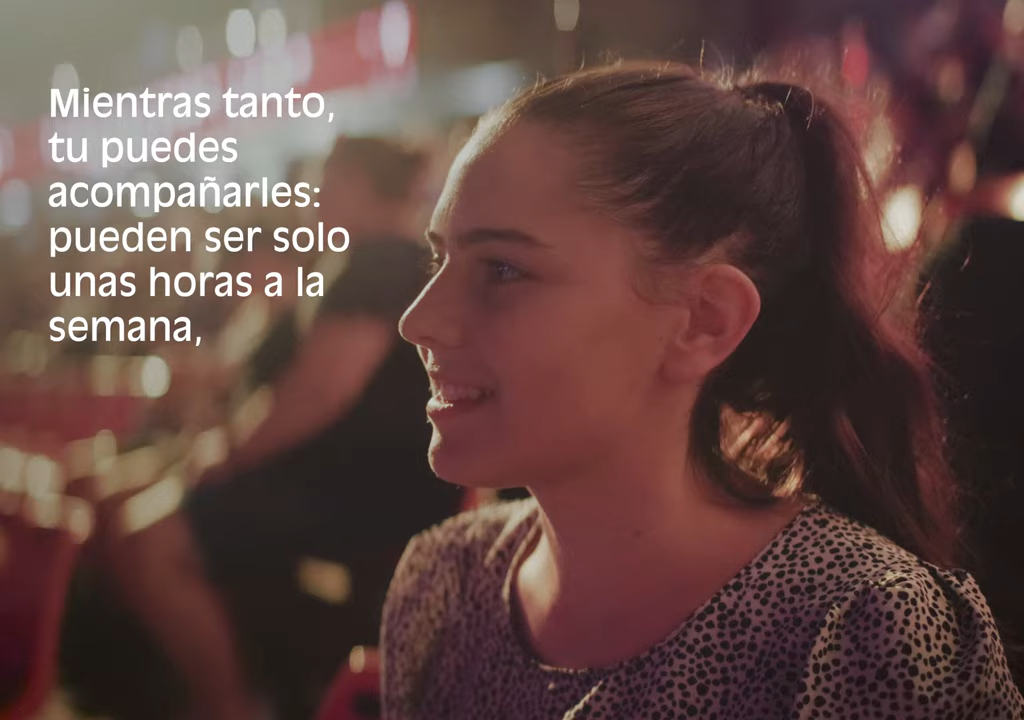 Mientras tanto,
tu puedes
acompañarles:
pueden ser solo
unas horas a la
semana,